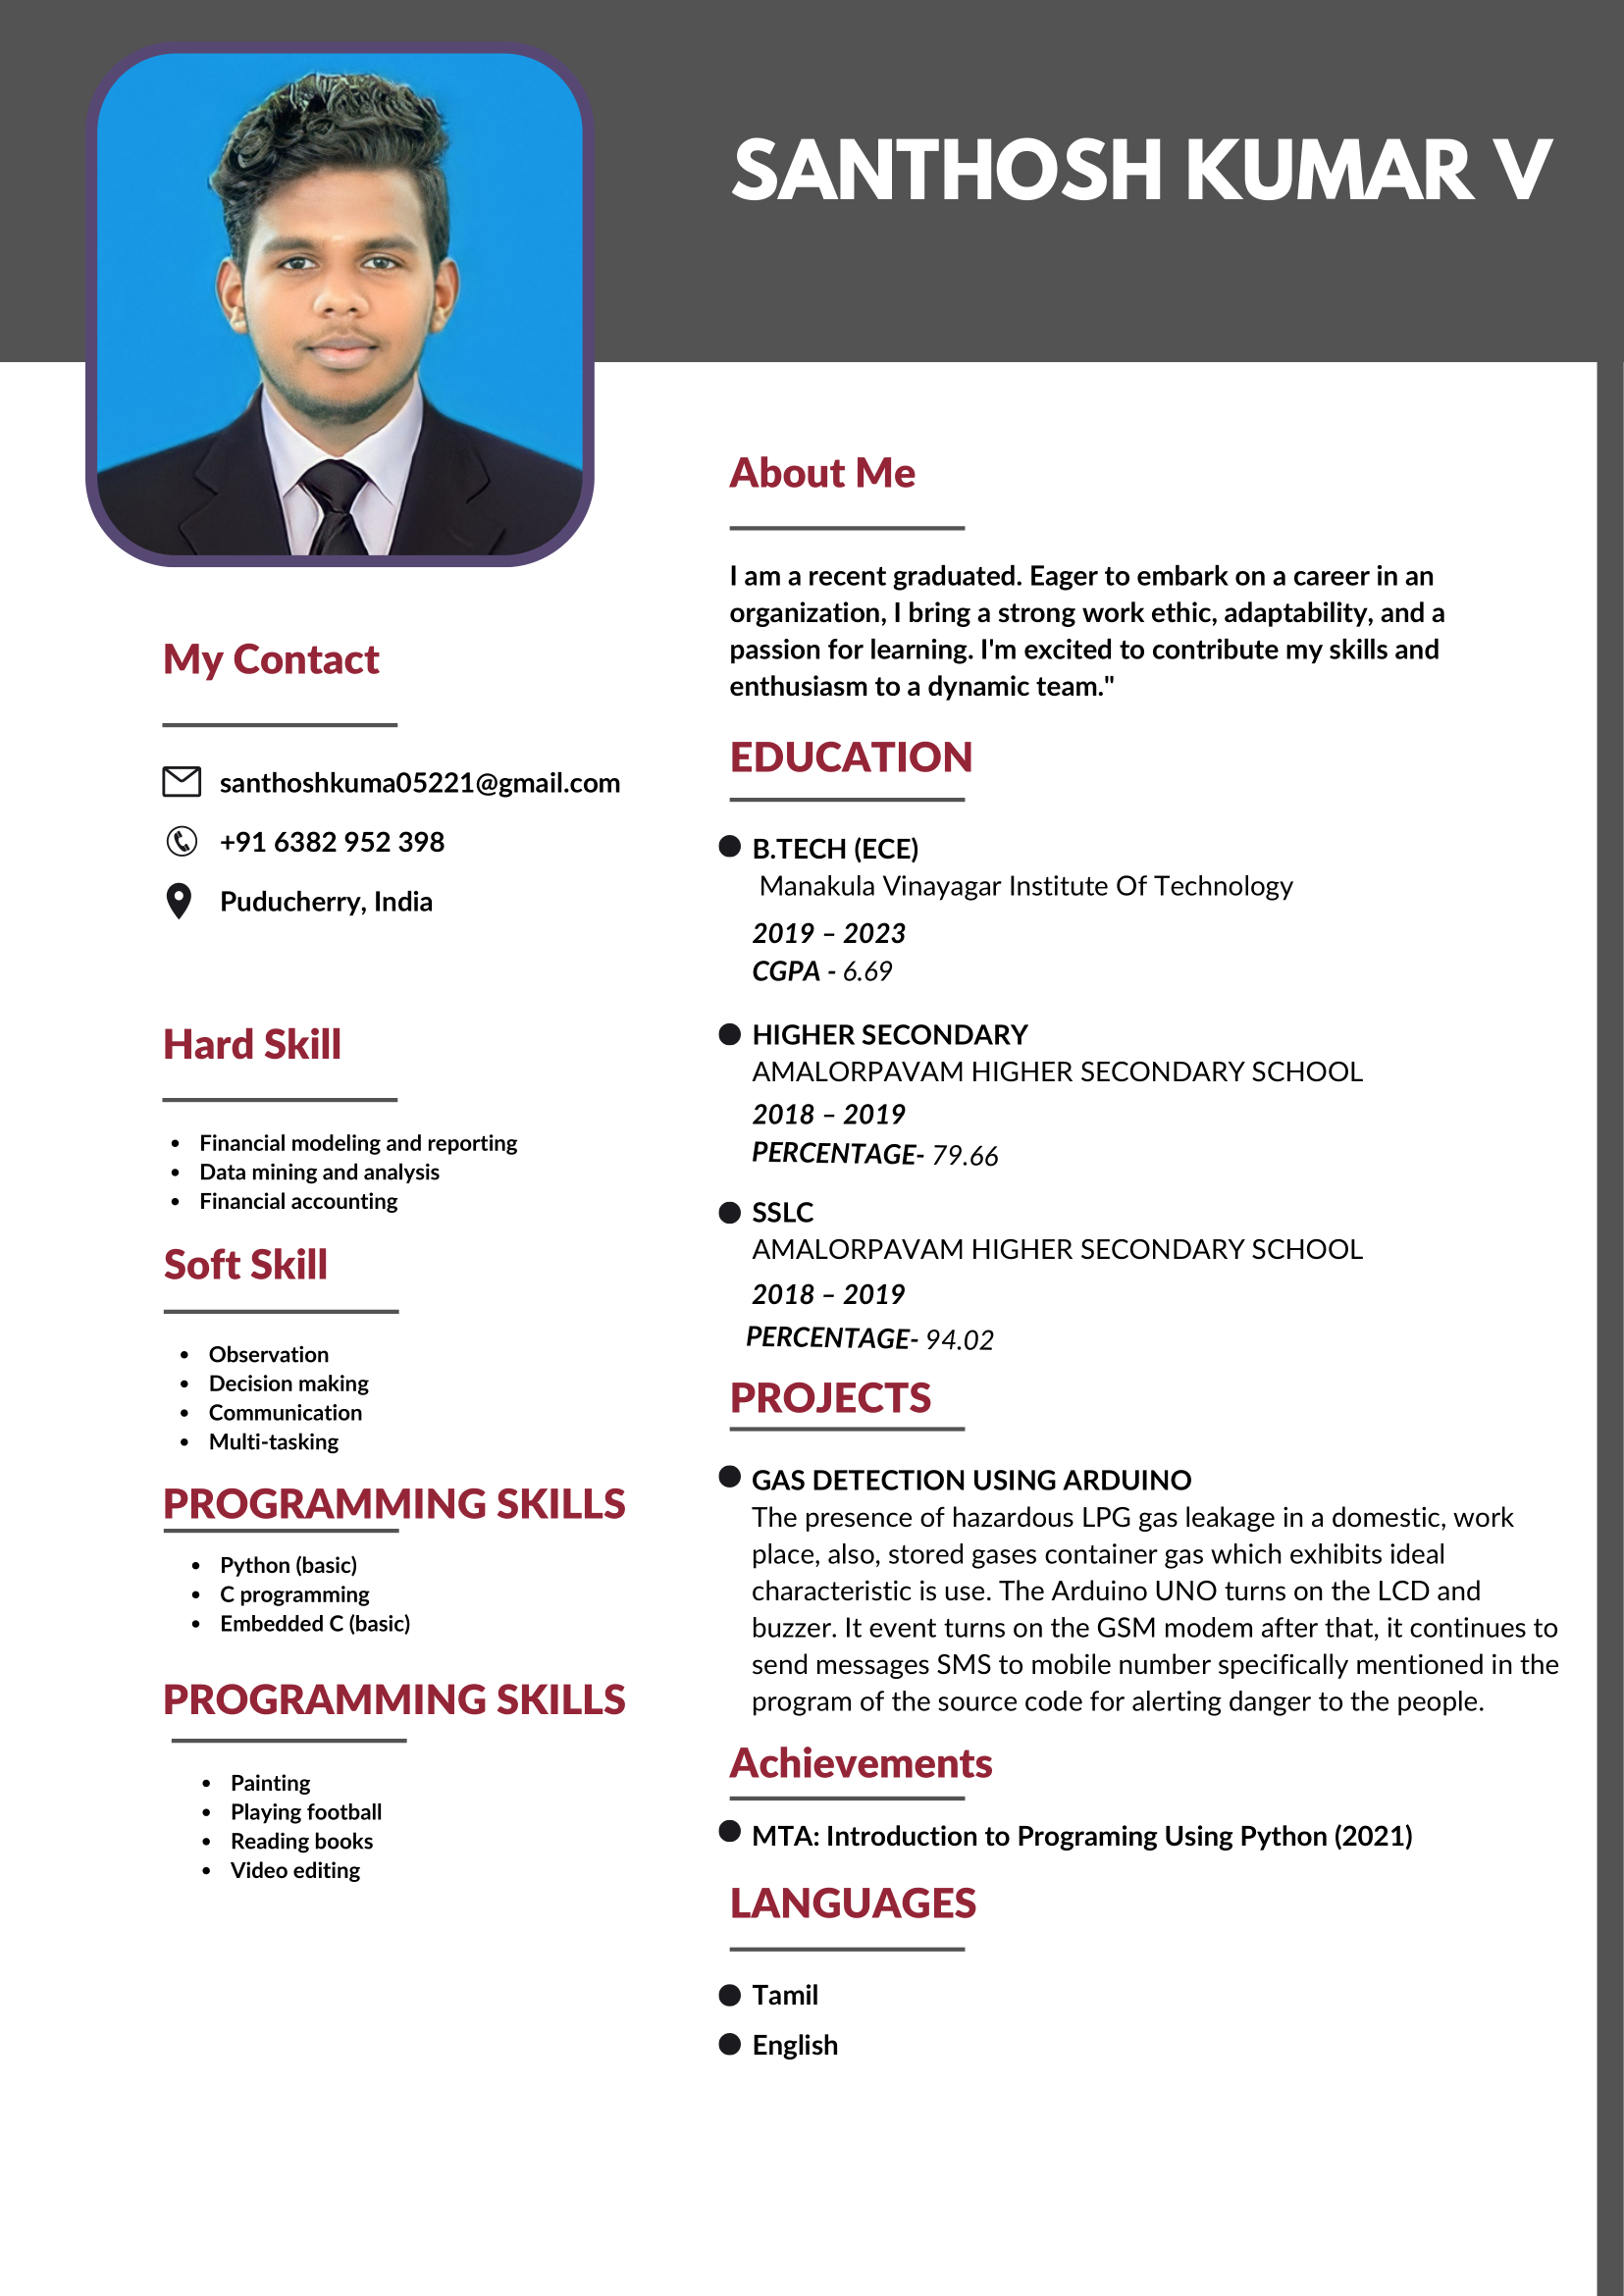 SANTHOSH KUMAR V
My Contact
santhoshkuma05221@gmail.com
+91 6382 952 398
Puducherry, India
Hard Skill
Financial modeling and reporting
Data mining and analysis
Financial accounting
Soft Skill
Observation
Decision making
Communication
Multi-tasking
PROGRAMMING SKILLS
Python (basic)
C programming
Embedded C (basic)
PROGRAMMING SKILLS
Painting
Playing football
Reading books
Video editing
About Me
I am a recent graduated. Eager to embark on a career in an
organization, I bring a strong work ethic, adaptability, and a
passion for learning. I'm excited to contribute my skills and
enthusiasm to a dynamic team."
EDUCATION
B.TECH (ECE)
Manakula Vinayagar Institute Of Technology
2019 – 2023
CGPA - 6.69
HIGHER SECONDARY
AMALORPAVAM HIGHER SECONDARY SCHOOL
2018 – 2019
PERCENTAGE- 79.66
SSLC
AMALORPAVAM HIGHER SECONDARY SCHOOL
2018 – 2019
PERCENTAGE- 94.02
PROJECTS
GAS DETECTION USING ARDUINO
The presence of hazardous LPG gas leakage in a domestic, work
place, also, stored gases container gas which exhibits ideal
characteristic is use. The Arduino UNO turns on the LCD and
buzzer. It event turns on the GSM modem after that, it continues to
send messages SMS to mobile number specifically mentioned in the
program of the source code for alerting danger to the people.
Achievements
MTA: Introduction to Programing Using Python (2021)
LANGUAGES
Tamil
English